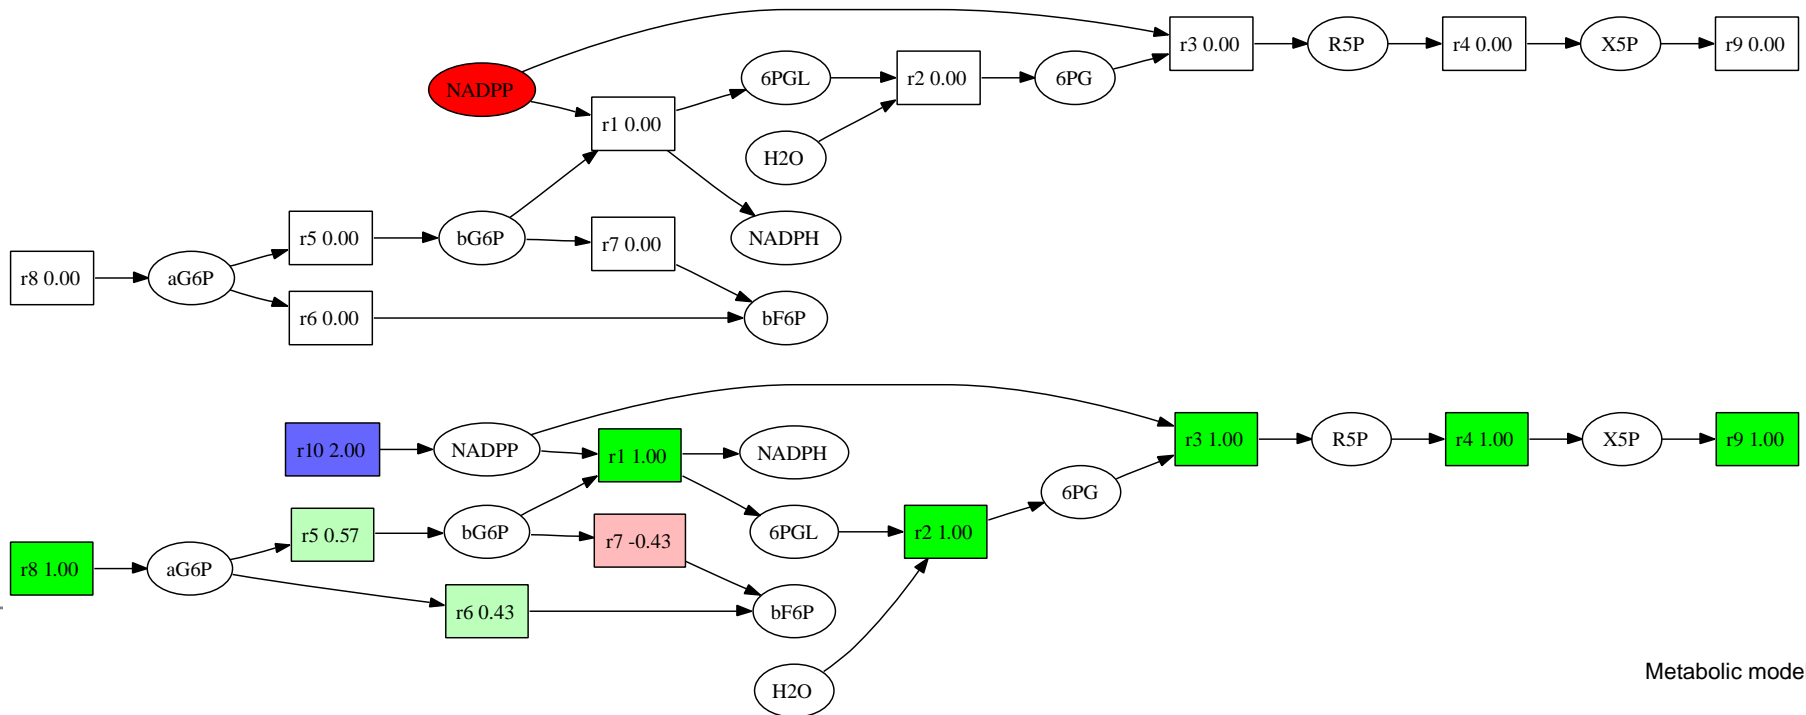 r3 0.00
R5P
r4 0.00
X5P
r9 0.00
NADPP
6PGL
r2 0.00
6PG
r1 0.00
H2O
r5 0.00
bG6P
r7 0.00
NADPH
r8 0.00
aG6P
r6 0.00
bF6P
r10 2.00
NADPP
r1 1.00
NADPH
r3 1.00
R5P
r4 1.00
X5P
r9 1.00
6PG
r5 0.57
bG6P
r7 -0.43
6PGL
r2 1.00
r8 1.00
aG6P
r6 0.43
bF6P
H2O
Metabolic mode